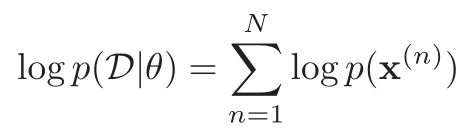 log p(𝒟|θ) = ∑_{n=1}^{N} log p(𝐱^{(n)})